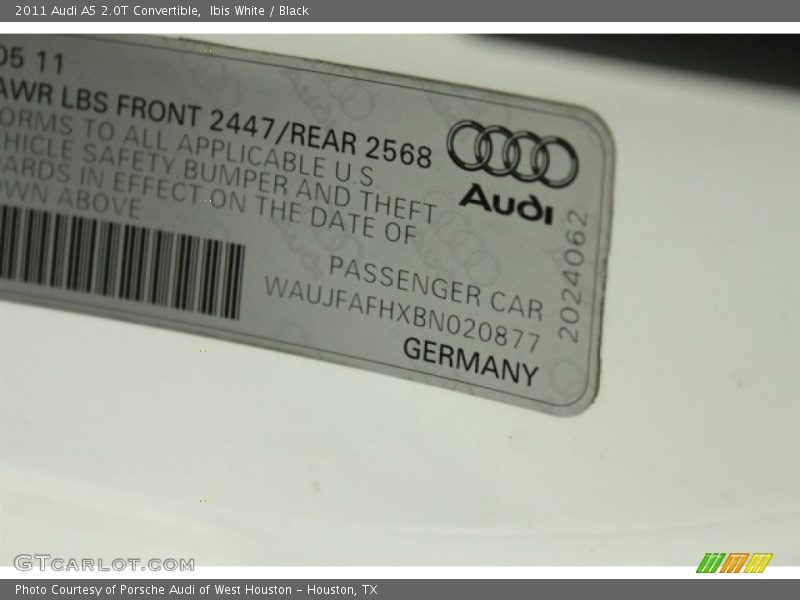 2011 Audi A5 2.0T Convertible, Ibis White / Black
05 11
AWR LBS FRONT 2447/REAR 2568
ORMS TO ALL APPLICABLE U.S.
HICLE SAFETY, BUMPER AND THEFT
ARDS IN EFFECT ON THE DATE OF
OWN ABOVE
Audi
PASSENGER CAR
WAUJFAFHXBN020877
GERMANY
2024062
GTCARLOT.COM
Photo Courtesy of Porsche Audi of West Houston – Houston, TX